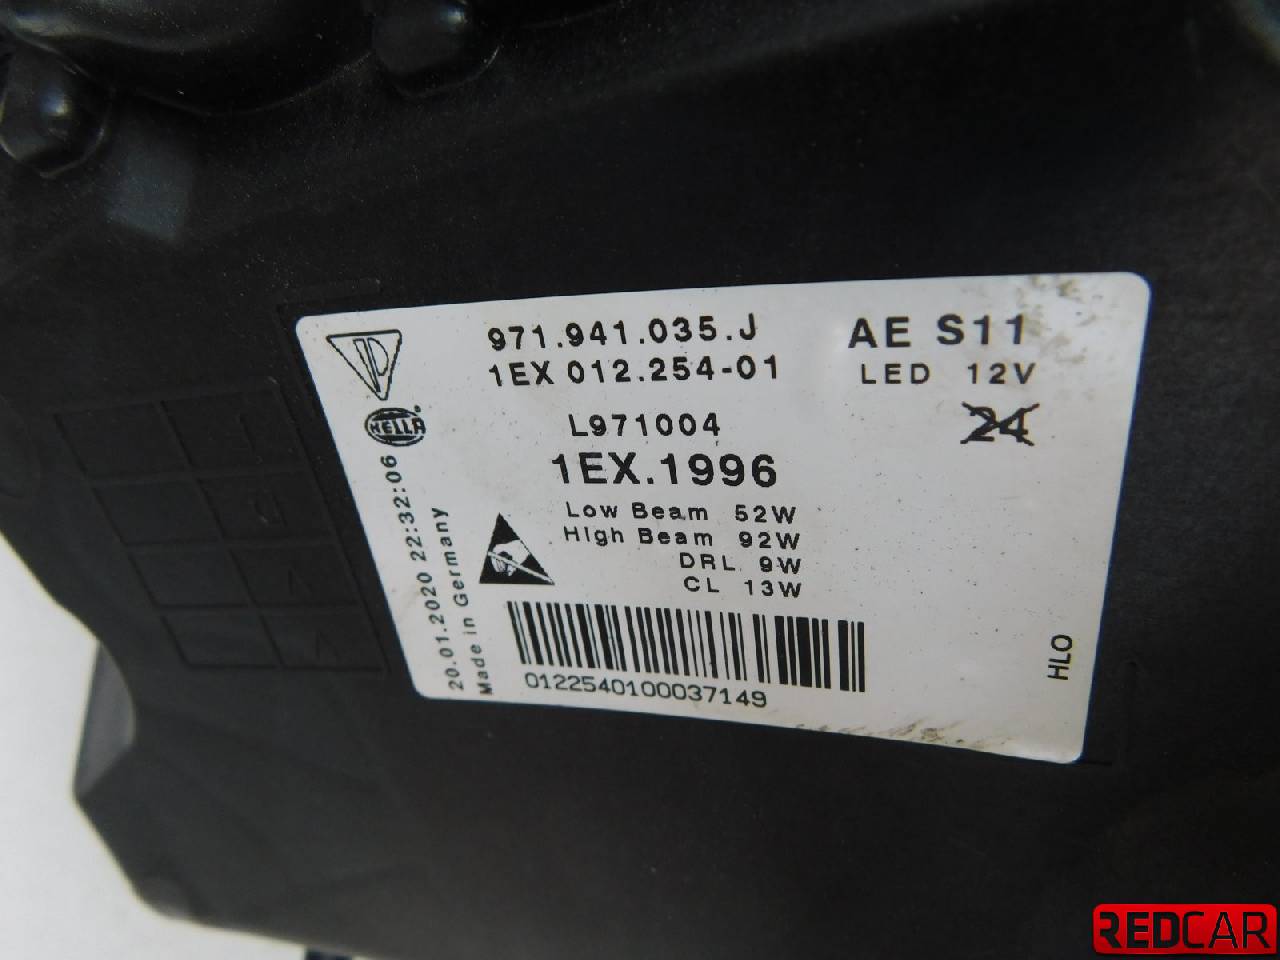 971.941.035.J
AE S11
1EX 012.254-01
LED 12V
HELLA
L971004
24
1EX.1996
Low Beam 52W
High Beam 92W
DRL 9W
CL 13W
20.01.2020 22:32:06
Made in Germany
0122540100037149
HLO
REDCAR